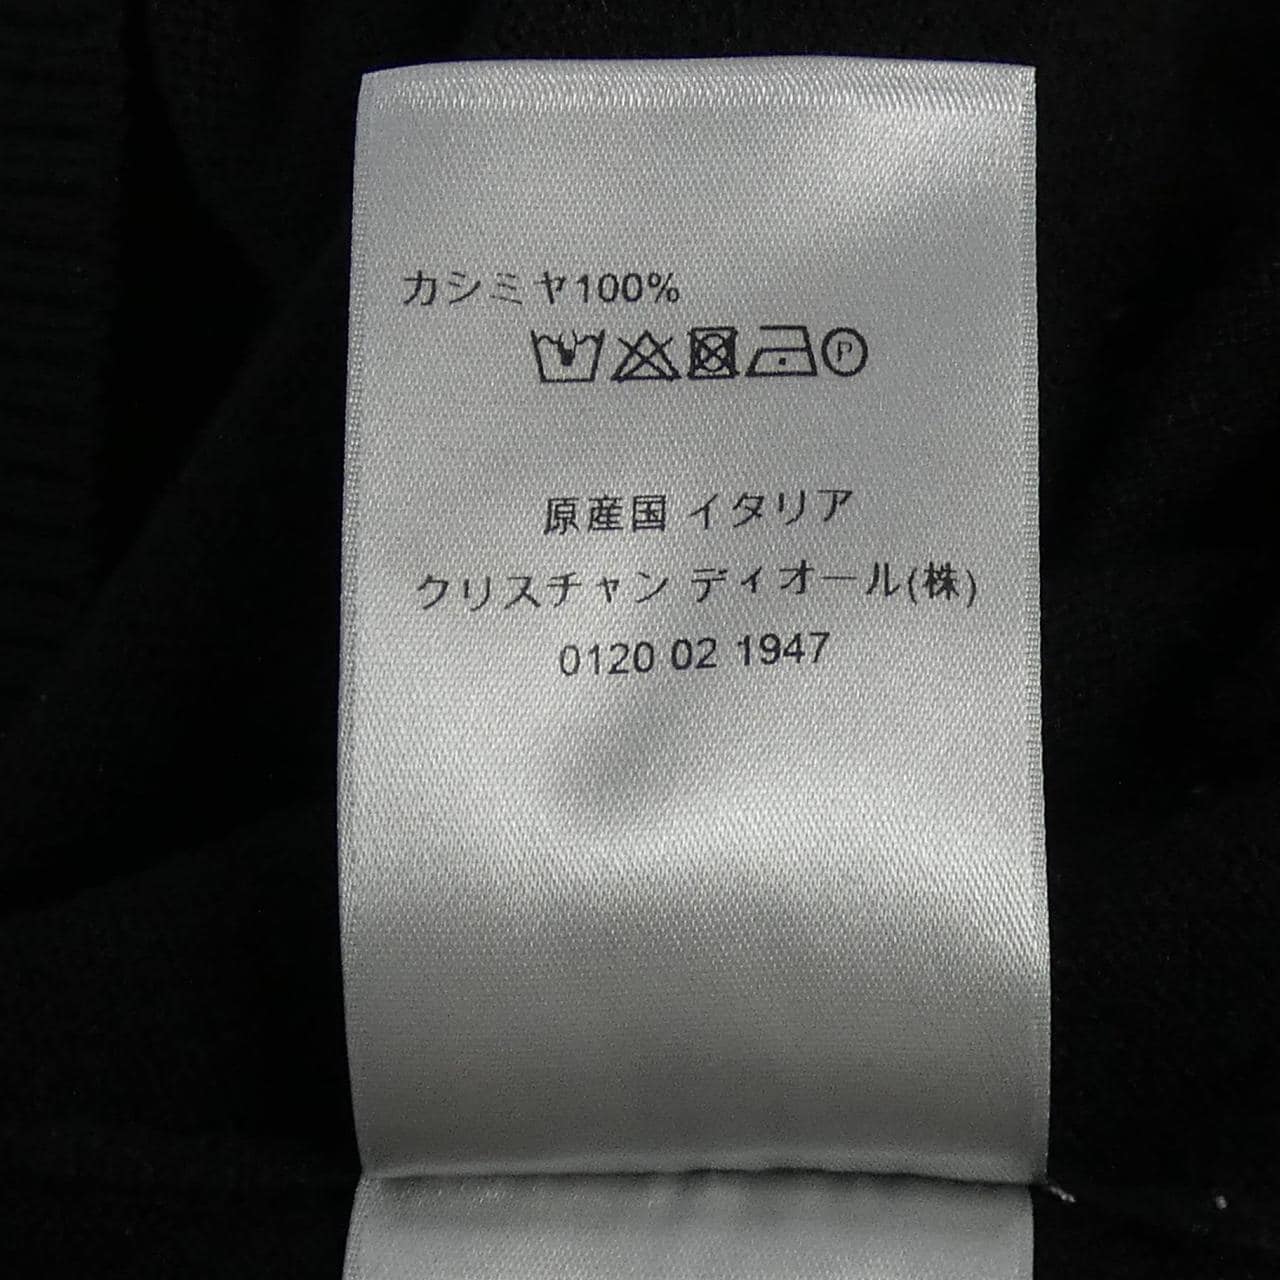 カシミヤ100%
P
原産国 イタリア
クリスチャン ディオール(株)
0120 02 1947